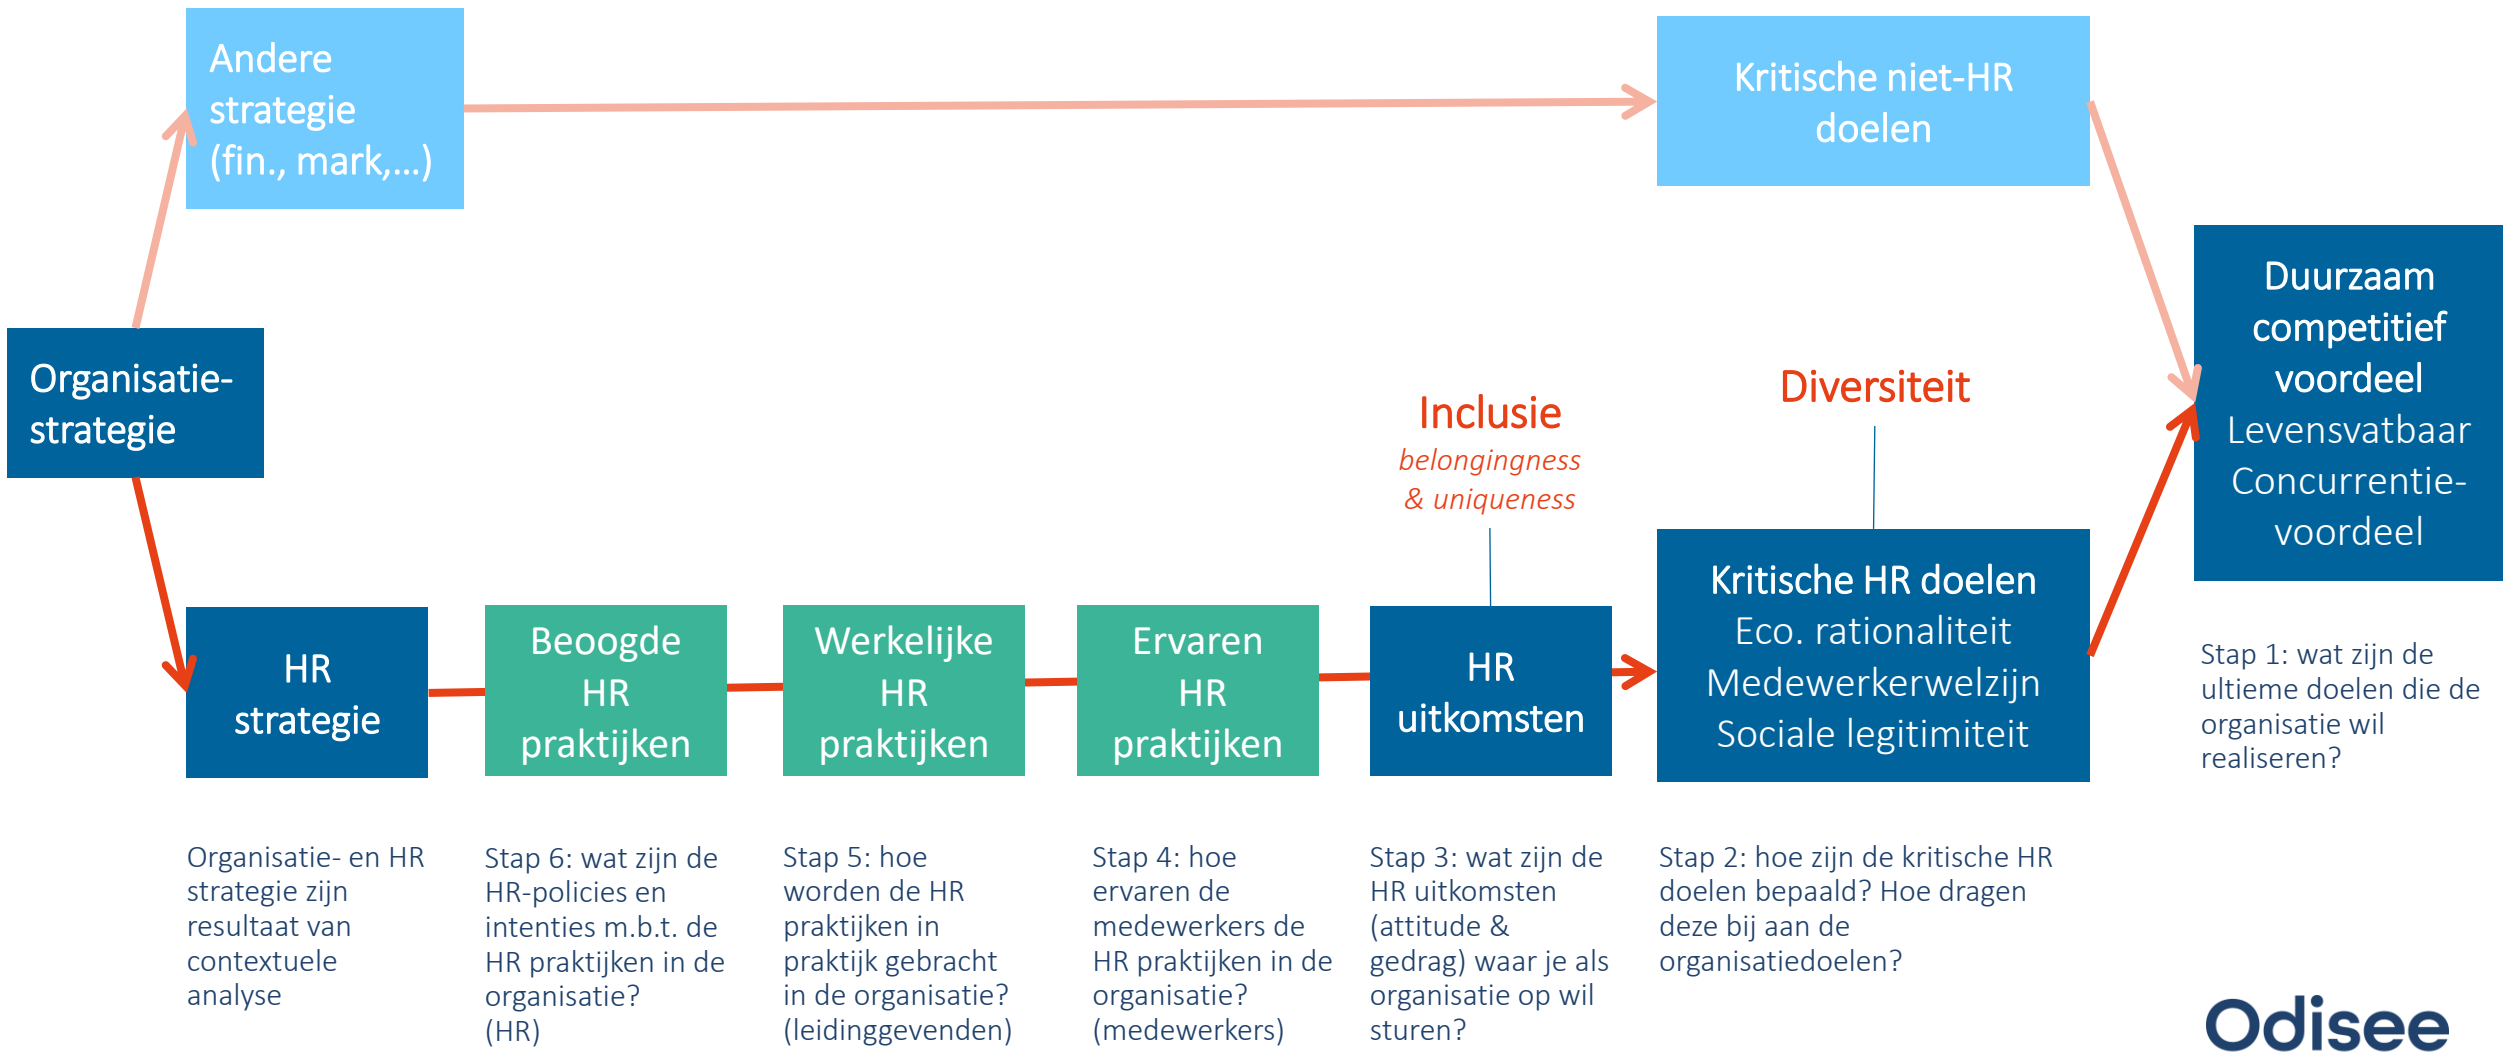 Andere
strategie
(fin., mark,...)
Kritische niet-HR
doelen
Organisatie-
strategie
Duurzaam
competitief
voordeel
Levensvatbaar
Concurrentie-
voordeel
Inclusie
belongingness
& uniqueness
Diversiteit
HR
strategie
Beoogde
HR
praktijken
Werkelijke
HR
praktijken
Ervaren
HR
praktijken
HR
uitkomsten
Kritische HR doelen
Eco. rationaliteit
Medewerkerwelzijn
Sociale legitimiteit
Stap 1: wat zijn de
ultieme doelen die de
organisatie wil
realiseren?
Organisatie- en HR
strategie zijn
resultaat van
contextuele
analyse
Stap 6: wat zijn de
HR-policies en
intenties m.b.t. de
HR praktijken in de
organisatie?
(HR)
Stap 5: hoe
worden de HR
praktijken in
praktijk gebracht
in de organisatie?
(leidinggevenden)
Stap 4: hoe
ervaren de
medewerkers de
HR praktijken in de
organisatie?
(medewerkers)
Stap 3: wat zijn de
HR uitkomsten
(attitude &
gedrag) waar je als
organisatie op wil
sturen?
Stap 2: hoe zijn de kritische HR
doelen bepaald? Hoe dragen
deze bij aan de
organisatiedoelen?
Odisee